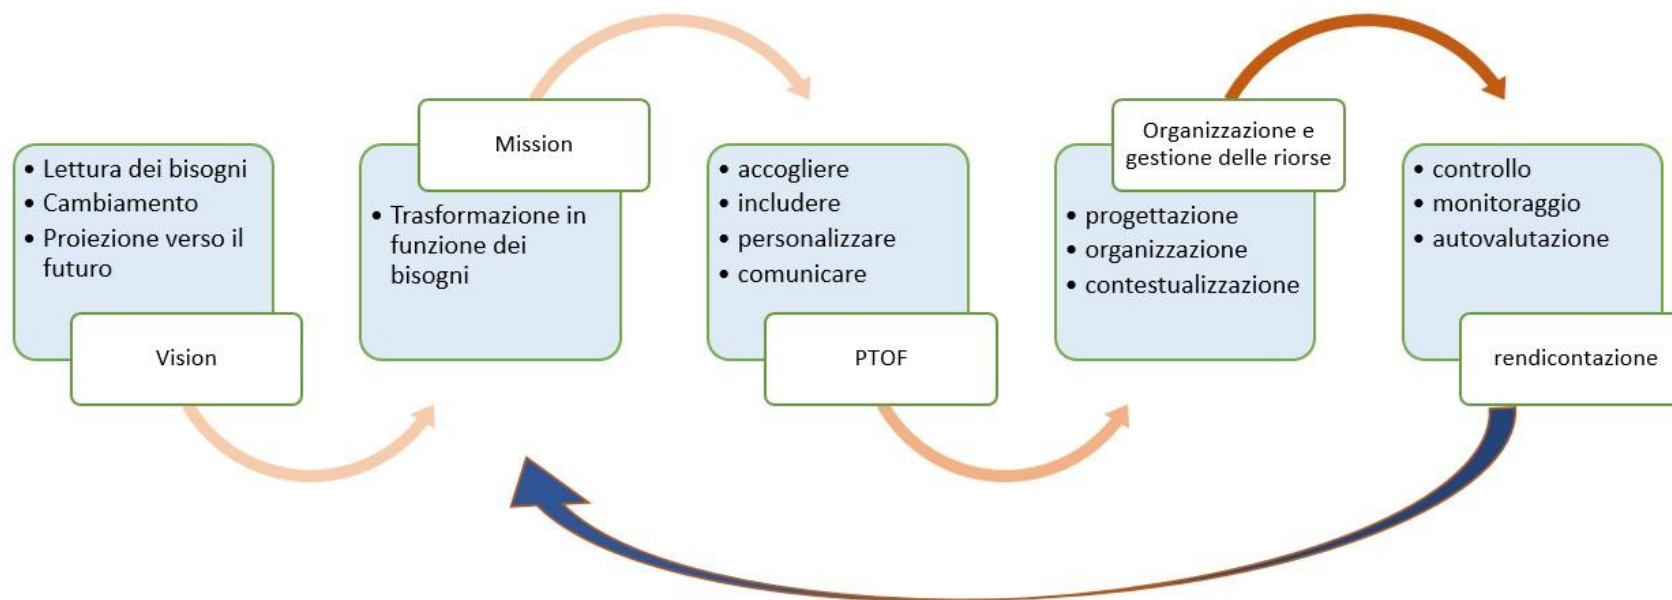 • Lettura dei bisogni
• Cambiamento
• Proiezione verso il
futuro
Vision
Mission
• Trasformazione in
funzione dei
bisogni
• accogliere
• includere
• personalizzare
• comunicare
PTOF
Organizzazione e
gestione delle riorse
• progettazione
• organizzazione
• contestualizzazione
• controllo
• monitoraggio
• autovalutazione
rendicontazione